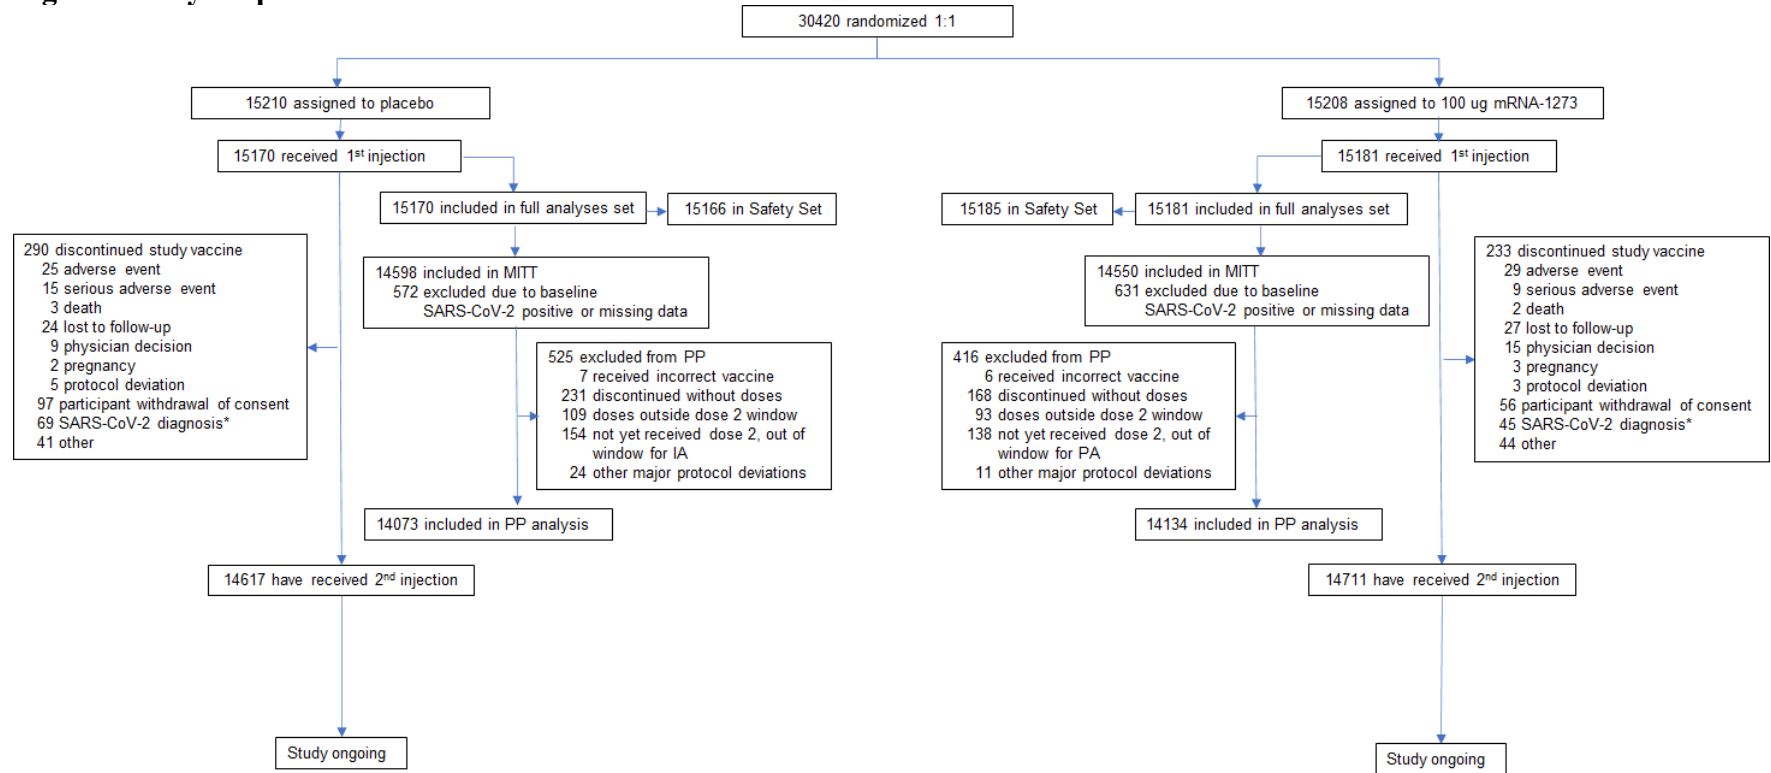 30420 randomized 1:1
15210 assigned to placebo
15170 received 1st injection
15170 included in full analyses set
15166 in Safety Set
290 discontinued study vaccine
25 adverse event
15 serious adverse event
3 death
24 lost to follow-up
9 physician decision
2 pregnancy
5 protocol deviation
97 participant withdrawal of consent
69 SARS-CoV-2 diagnosis*
41 other
14598 included in MITT
572 excluded due to baseline
SARS-CoV-2 positive or missing data
525 excluded from PP
7 received incorrect vaccine
231 discontinued without doses
109 doses outside dose 2 window
154 not yet received dose 2, out of
window for IA
24 other major protocol deviations
14073 included in PP analysis
14617 have received 2nd injection
Study ongoing
15208 assigned to 100 ug mRNA-1273
15181 received 1st injection
15185 in Safety Set
15181 included in full analyses set
14550 included in MITT
631 excluded due to baseline
SARS-CoV-2 positive or missing data
416 excluded from PP
6 received incorrect vaccine
168 discontinued without doses
93 doses outside dose 2 window
138 not yet received dose 2, out of
window for PA
11 other major protocol deviations
233 discontinued study vaccine
29 adverse event
9 serious adverse event
2 death
27 lost to follow-up
15 physician decision
3 pregnancy
3 protocol deviation
56 participant withdrawal of consent
45 SARS-CoV-2 diagnosis*
44 other
14134 included in PP analysis
14711 have received 2nd injection
Study ongoing